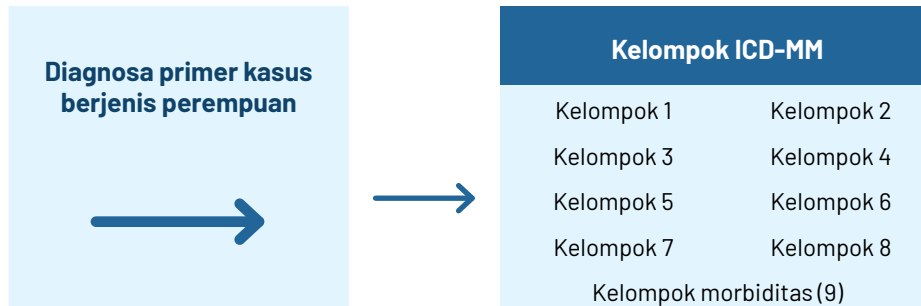 Diagnosa primer kasus
berjenis perempuan
Kelompok ICD-MM
Kelompok 1 Kelompok 2
Kelompok 3 Kelompok 4
Kelompok 5 Kelompok 6
Kelompok 7 Kelompok 8
Kelompok morbiditas (9)